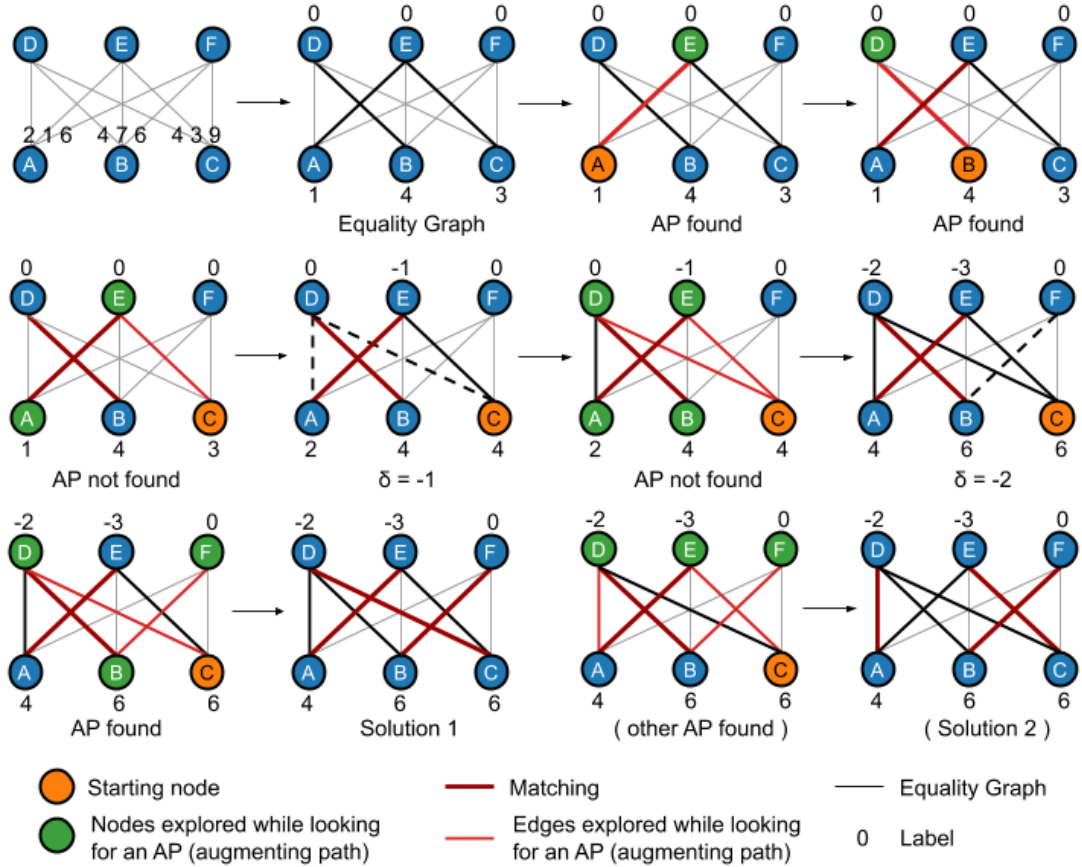 0 0 0 0 0 0 0 0 0
D E F D E F D E F D E F
2 1 6 4 7 6 4 3 9
A B C A B C A B C A B C
1 4 3 1 4 3 1 4 3
Equality Graph AP found AP found
0 0 0 0 -1 0 0 -1 0 -2 -3 0
D E F D E F D E F D E F
A B C A B C A B C A B C
1 4 3 2 4 4 2 4 4 4 6 6
AP not found δ = -1 AP not found δ = -2
-2 -3 0 -2 -3 0 -2 -3 0 -2 -3 0
D E F D E F D E F D E F
A B C A B C A B C A B C
4 6 6 4 6 6 4 6 6 4 6 6
AP found Solution 1 ( other AP found ) ( Solution 2 )
Starting node Matching Equality Graph
Nodes explored while looking Edges explored while looking 0 Label
for an AP (augmenting path) for an AP (augmenting path)